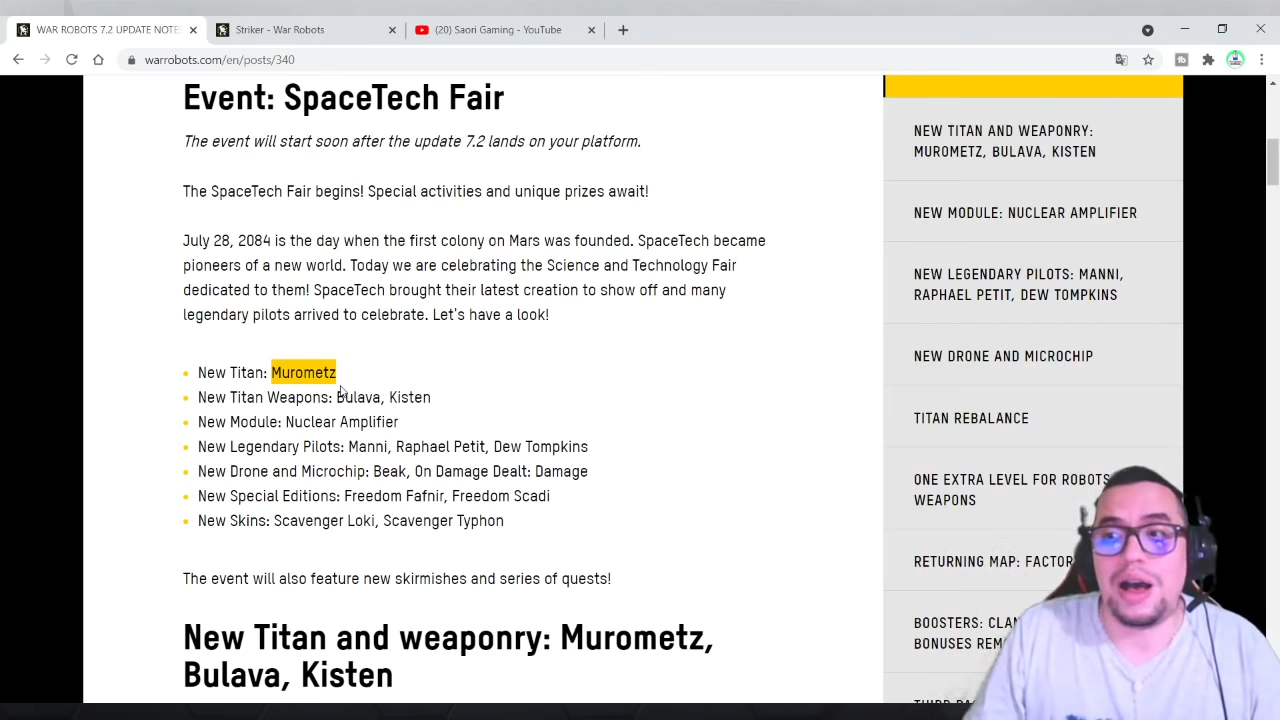 WAR ROBOTS 7.2 UPDATE NOTE
Striker - War Robots
(20) Saori Gaming - YouTube
warrobots.com/en/posts/340
Event: SpaceTech Fair
The event will start soon after the update 7.2 lands on your platform.
The SpaceTech Fair begins! Special activities and unique prizes await!
July 28, 2084 is the day when the first colony on Mars was founded. SpaceTech became
pioneers of a new world. Today we are celebrating the Science and Technology Fair
dedicated to them! SpaceTech brought their latest creation to show off and many
legendary pilots arrived to celebrate. Let's have a look!
New Titan: Murometz
New Titan Weapons: Bulava, Kisten
New Module: Nuclear Amplifier
New Legendary Pilots: Manni, Raphael Petit, Dew Tompkins
New Drone and Microchip: Beak, On Damage Dealt: Damage
New Special Editions: Freedom Fafnir, Freedom Scadi
New Skins: Scavenger Loki, Scavenger Typhon
The event will also feature new skirmishes and series of quests!
New Titan and weaponry: Murometz,
Bulava, Kisten
NEW TITAN AND WEAPONRY:
MUROMETZ, BULAVA, KISTEN
NEW MODULE: NUCLEAR AMPLIFIER
NEW LEGENDARY PILOTS: MANNI,
RAPHAEL PETIT, DEW TOMPKINS
NEW DRONE AND MICROCHIP
TITAN REBALANCE
ONE EXTRA LEVEL FOR ROBOTS
WEAPONS
RETURNING MAP: FACTOR
BOOSTERS: CLAN
BONUSES REM